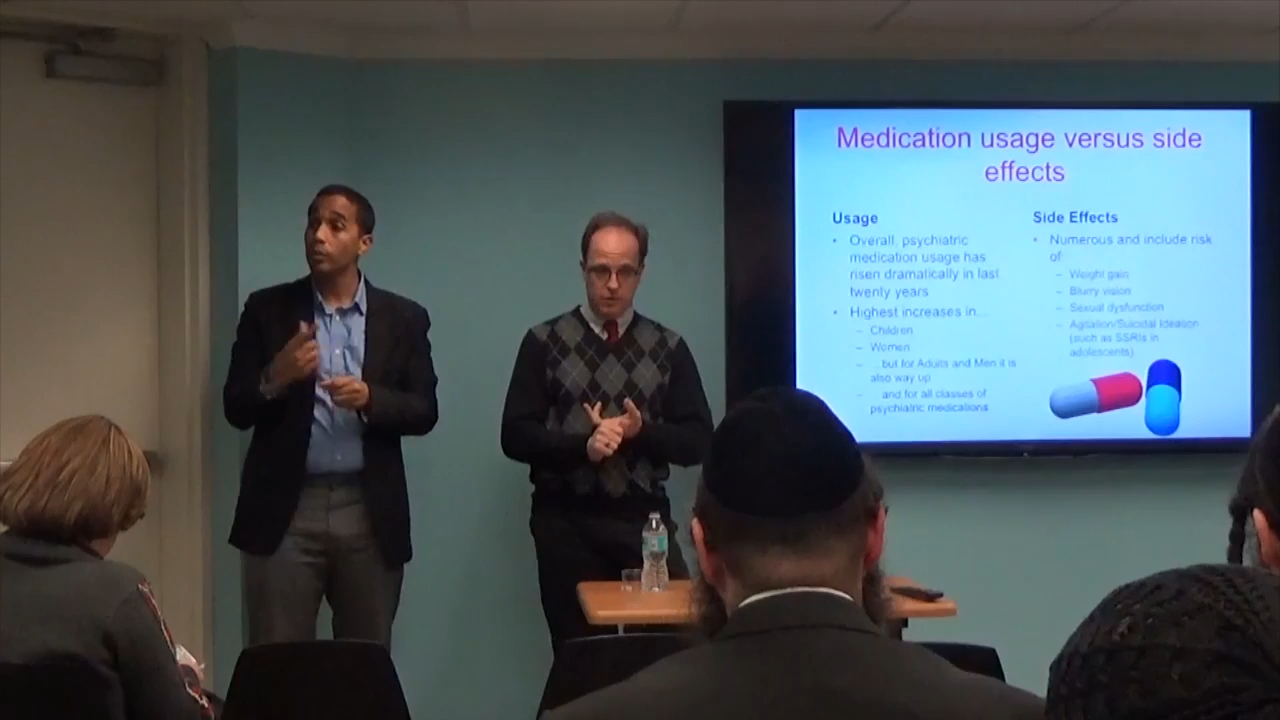 Medication usage versus side
effects
Usage
• Overall, psychiatric
medication usage has
risen dramatically in last
twenty years
• Highest increases in...
– Children
– Women
– ...but for Adults and Men it is
also way up
– ...and for all classes of
psychiatric medications
Side Effects
• Numerous and include risk
of:
– Weight gain
– Blurry vision
– Sexual dysfunction
– Agitation/Suicidal Ideation
(such as SSRIs in
adolescents)